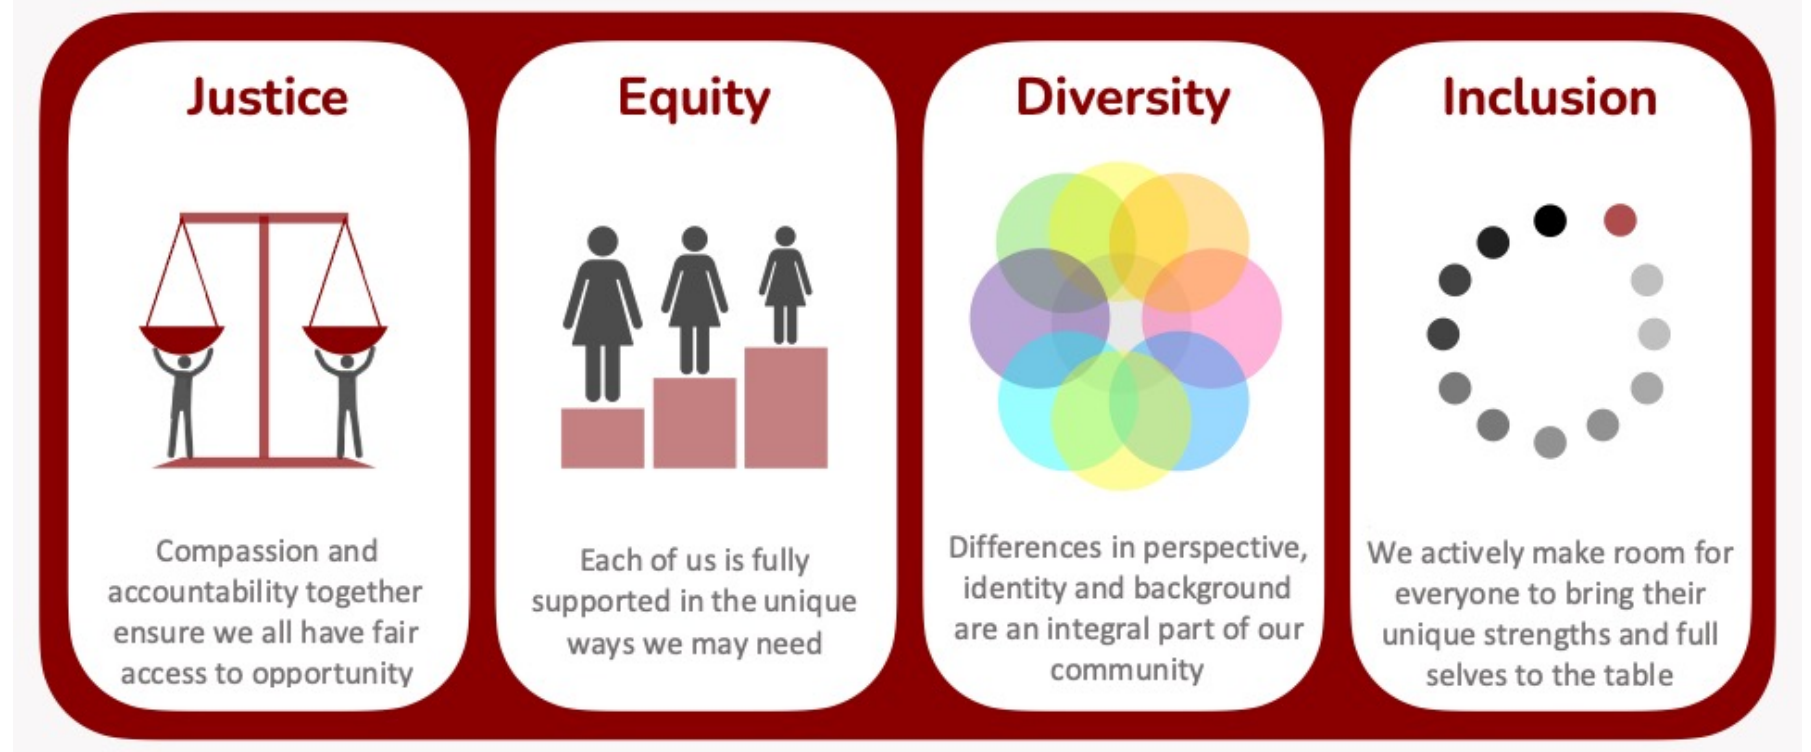 Justice
Compassion and
accountability together
ensure we all have fair
access to opportunity
Equity
Each of us is fully
supported in the unique
ways we may need
Diversity
Differences in perspective,
identity and background
are an integral part of our
community
Inclusion
We actively make room for
everyone to bring their
unique strengths and full
selves to the table